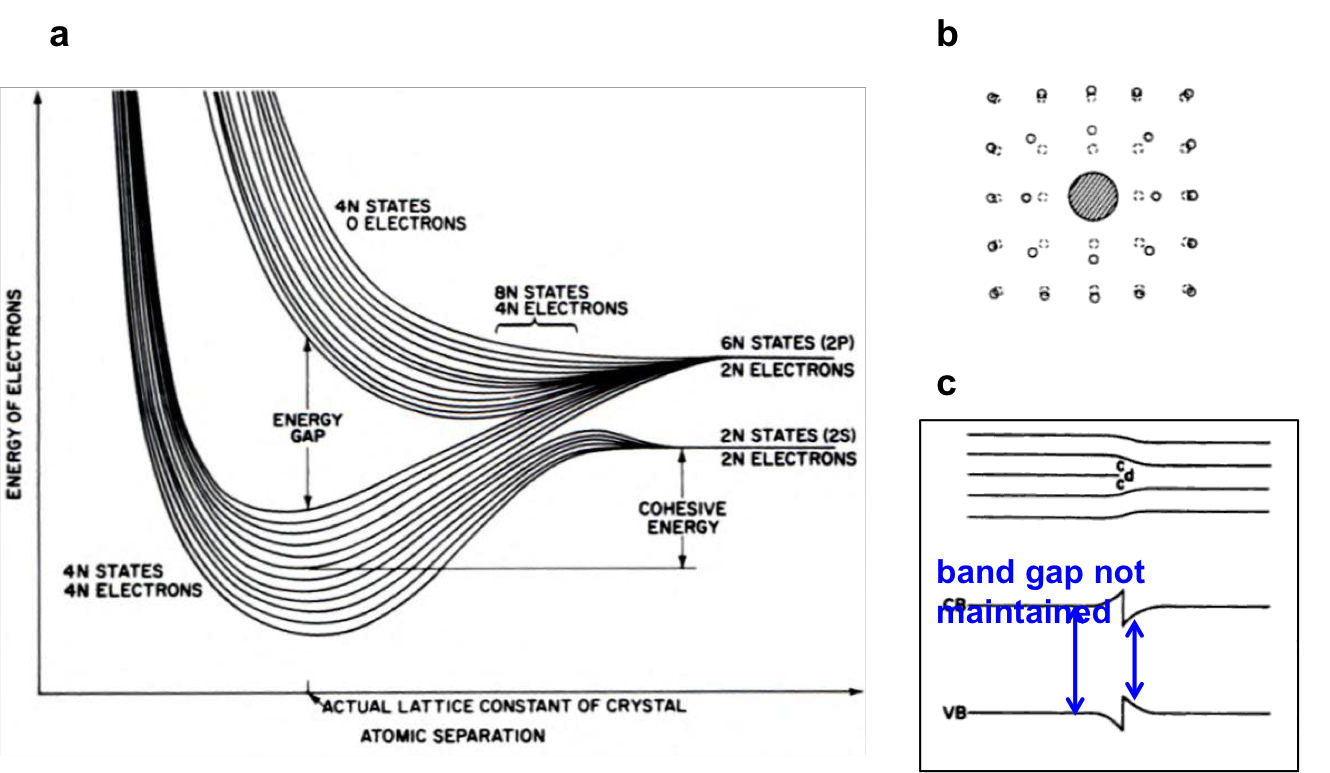 a
ENERGY OF ELECTRONS
4N STATES
0 ELECTRONS
8N STATES
4N ELECTRONS
6N STATES (2P)
2N ELECTRONS
ENERGY
GAP
2N STATES (2S)
2N ELECTRONS
COHESIVE
ENERGY
4N STATES
4N ELECTRONS
ACTUAL LATTICE CONSTANT OF CRYSTAL
ATOMIC SEPARATION
b
c
c
d
c
band gap not
CB
maintained
VB